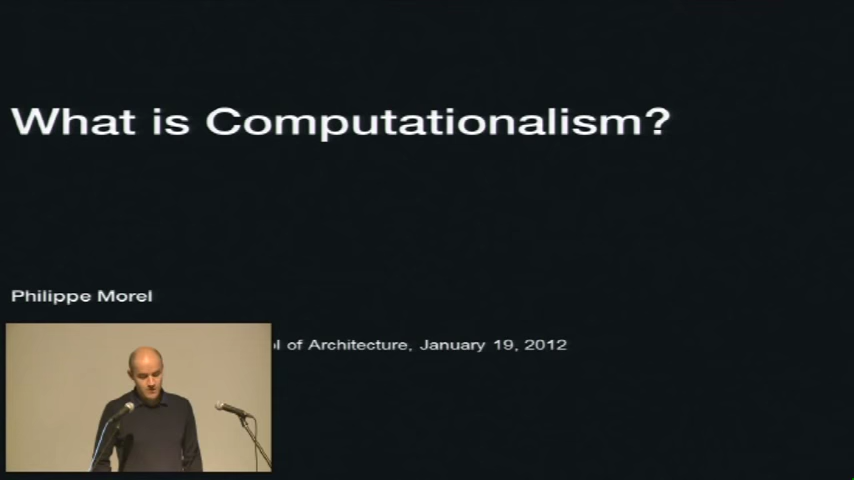 What is Computationalism?
Philippe Morel
of Architecture, January 19, 2012